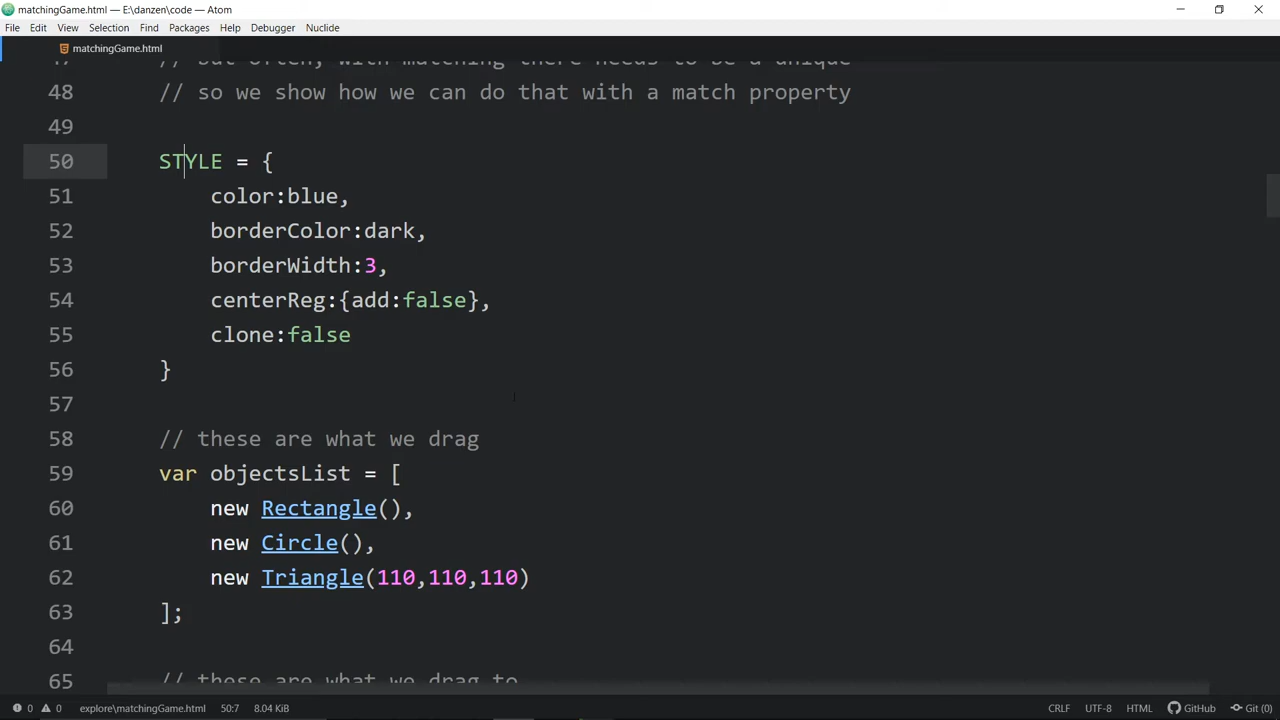 matchingGame.html — E:\danzen\code — Atom
File Edit View Selection Find Packages Help Debugger Nuclide
matchingGame.html
47 // but often, with matching there needs to be a unique
48 // so we show how we can do that with a match property
49
50 STYLE = {
51 color:blue,
52 borderColor:dark,
53 borderWidth:3,
54 centerReg:{add:false},
55 clone:false
56 }
57
58 // these are what we drag
59 var objectsList = [
60 new Rectangle(),
61 new Circle(),
62 new Triangle(110,110,110)
63 ];
64
65 // these are what we drag to
0 0 explore\matchingGame.html 50:7 8.04 KiB CRLF UTF-8 HTML GitHub Git (0)